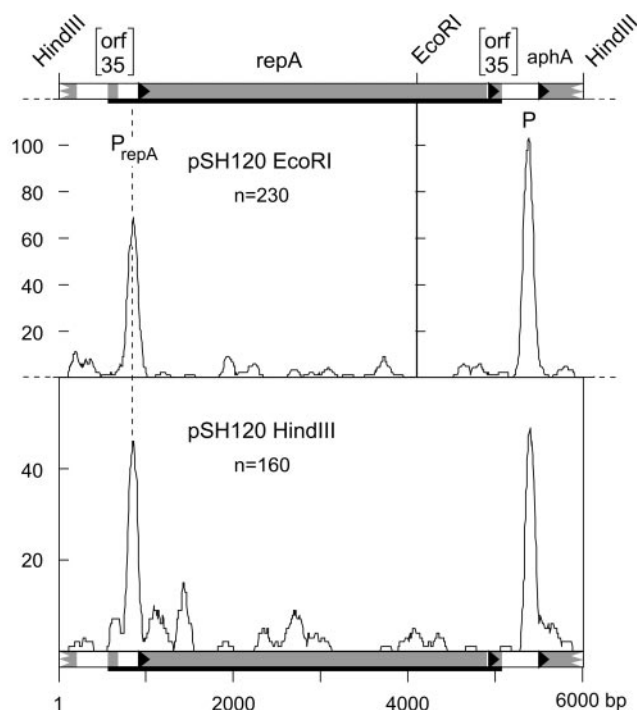 HindIII
[orf 35]
repA
EcoRI
[orf 35]
aphA
HindIII
100
80
60
40
20
PrepA
pSH120 EcoRI
n=230
P
40
20
pSH120 HindIII
n=160
1 2000 4000 6000 bp